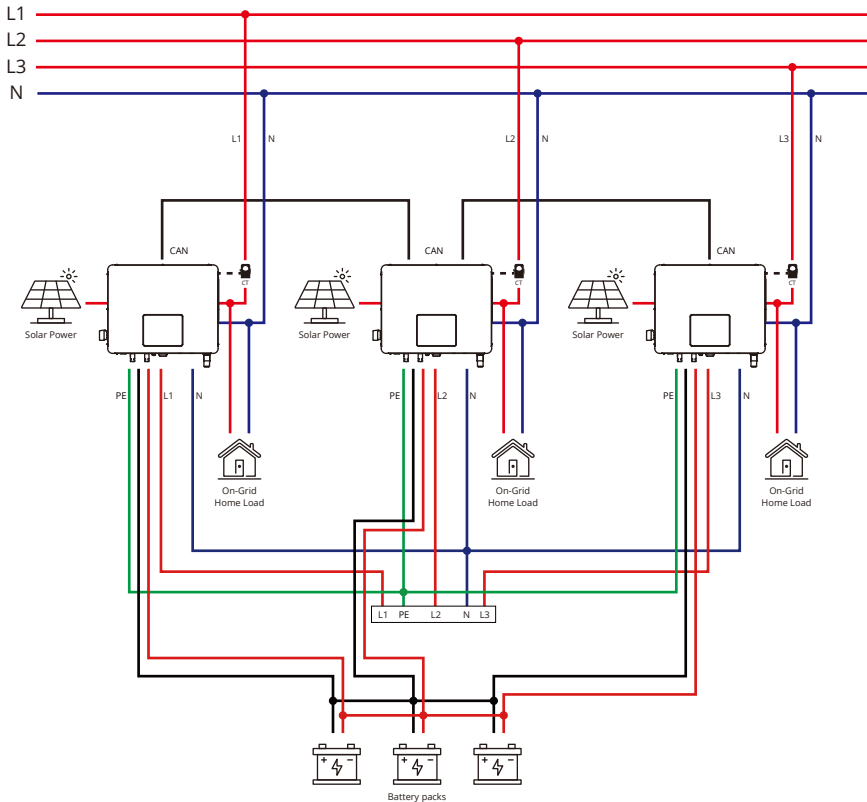 L1
L2
L3
N
L1 N
L2 N
L3 N
CAN
CAN
CAN
CT
CT
CT
Solar Power
Solar Power
Solar Power
PE L1 N
PE L2 N
PE L3 N
On-Grid
Home Load
On-Grid
Home Load
On-Grid
Home Load
L1 PE L2 N L3
+ -
+ -
+ -
Battery packs